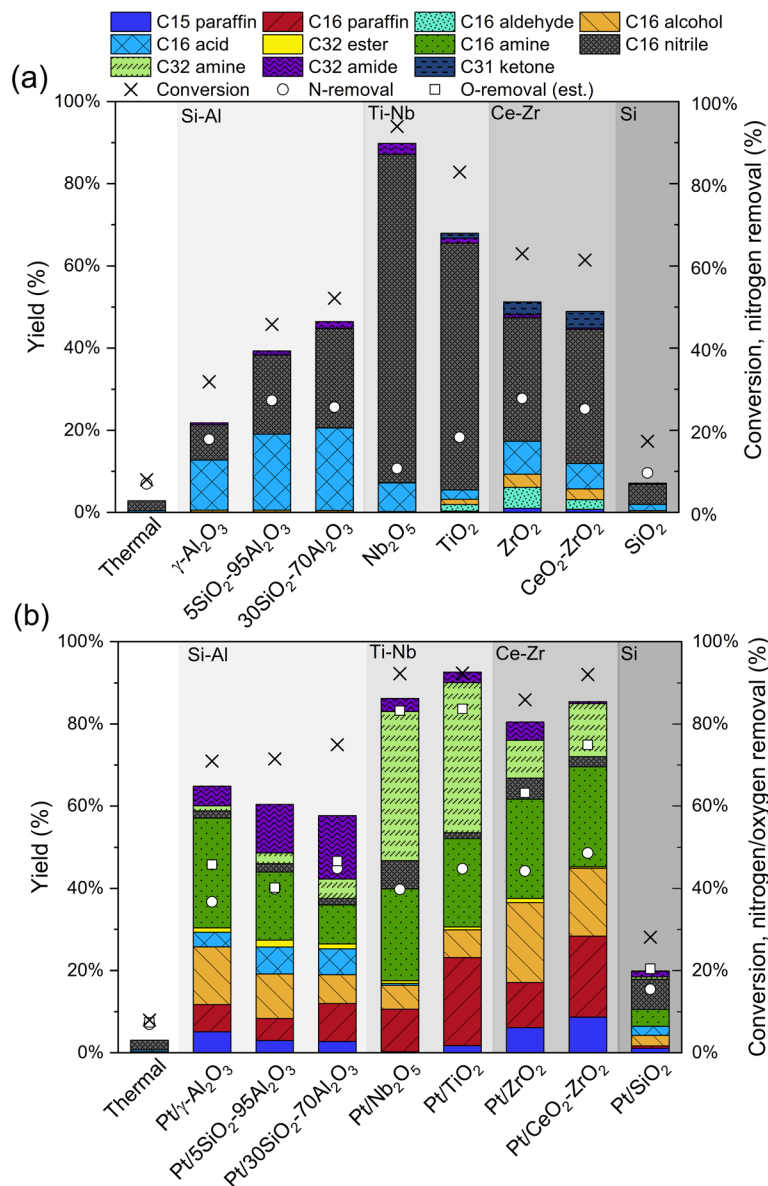 C15 paraffin C16 paraffin C16 aldehyde C16 alcohol
C16 acid C32 ester C16 amine C16 nitrile
C32 amine C32 amide C31 ketone
Conversion N-removal O-removal (est.)
(a)
Si-Al Ti-Nb Ce-Zr Si
100% 100%
80% 80%
60% 60%
40% 40%
20% 20%
0% 0%
Yield (%)
Conversion, nitrogen removal (%)
Thermal
γ-Al₂O₃
5SiO₂-95Al₂O₃
30SiO₂-70Al₂O₃
Nb₂O₅
TiO₂
ZrO₂
CeO₂-ZrO₂
SiO₂
(b)
100% 100%
Si-Al Ti-Nb Ce-Zr Si
80% 80%
60% 60%
40% 40%
20% 20%
0% 0%
Yield (%)
Conversion, nitrogen/oxygen removal (%)
Thermal
Pt/γ-Al₂O₃
Pt/5SiO₂-95Al₂O₃
Pt/30SiO₂-70Al₂O₃
Pt/Nb₂O₅
Pt/TiO₂
Pt/ZrO₂
Pt/CeO₂-ZrO₂
Pt/SiO₂